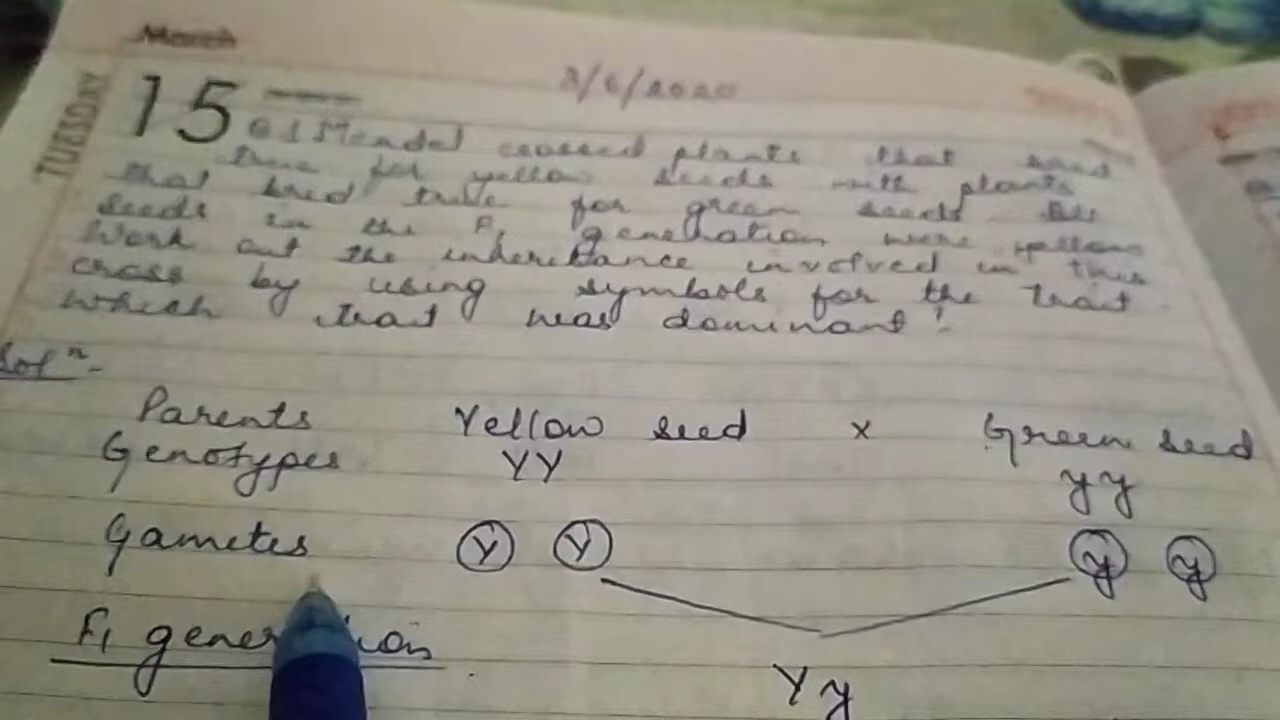 March
TUESDAY
15
3/6/2020
Q.1 Mendel crossed plants that bred
true for yellow seeds with plants
that bred true for green seeds. All
seeds in the F1 generation were yellow
Work out the inheritance involved in this
cross by using symbols for the trait.
Which trait was dominant?
Solⁿ-
Parents Yellow seed x Green seed
Genotypes YY yy
Gametes Y Y y y
F1 generation
Yy